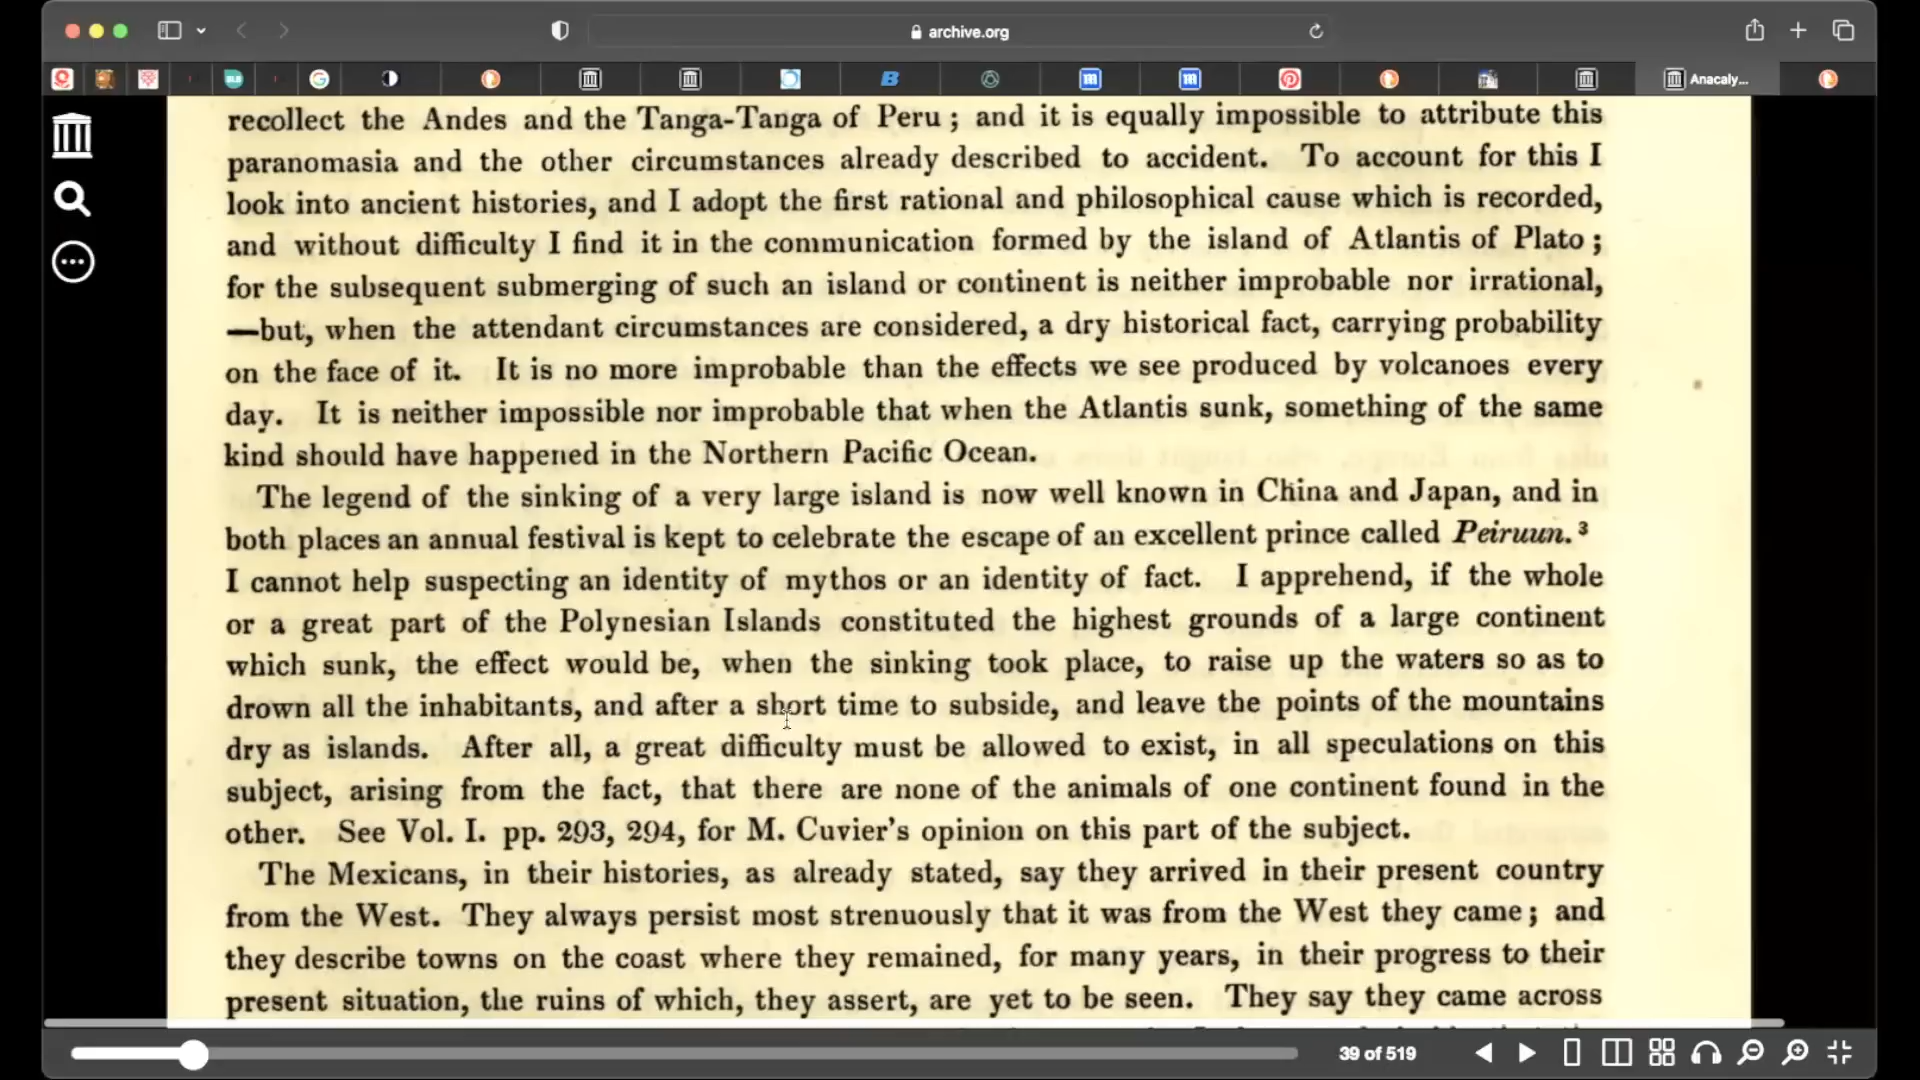 archive.org
BLB
G
B
m
m
Anacaly...
recollect the Andes and the Tanga-Tanga of Peru; and it is equally impossible to attribute this
paranomasia and the other circumstances already described to accident. To account for this I
look into ancient histories, and I adopt the first rational and philosophical cause which is recorded,
and without difficulty I find it in the communication formed by the island of Atlantis of Plato;
for the subsequent submerging of such an island or continent is neither improbable nor irrational,
—but, when the attendant circumstances are considered, a dry historical fact, carrying probability
on the face of it. It is no more improbable than the effects we see produced by volcanoes every
day. It is neither impossible nor improbable that when the Atlantis sunk, something of the same
kind should have happened in the Northern Pacific Ocean.
The legend of the sinking of a very large island is now well known in China and Japan, and in
both places an annual festival is kept to celebrate the escape of an excellent prince called Peiruun.³
I cannot help suspecting an identity of mythos or an identity of fact. I apprehend, if the whole
or a great part of the Polynesian Islands constituted the highest grounds of a large continent
which sunk, the effect would be, when the sinking took place, to raise up the waters so as to
drown all the inhabitants, and after a short time to subside, and leave the points of the mountains
dry as islands. After all, a great difficulty must be allowed to exist, in all speculations on this
subject, arising from the fact, that there are none of the animals of one continent found in the
other. See Vol. I. pp. 293, 294, for M. Cuvier's opinion on this part of the subject.
The Mexicans, in their histories, as already stated, say they arrived in their present country
from the West. They always persist most strenuously that it was from the West they came; and
they describe towns on the coast where they remained, for many years, in their progress to their
present situation, the ruins of which, they assert, are yet to be seen. They say they came across
39 of 519